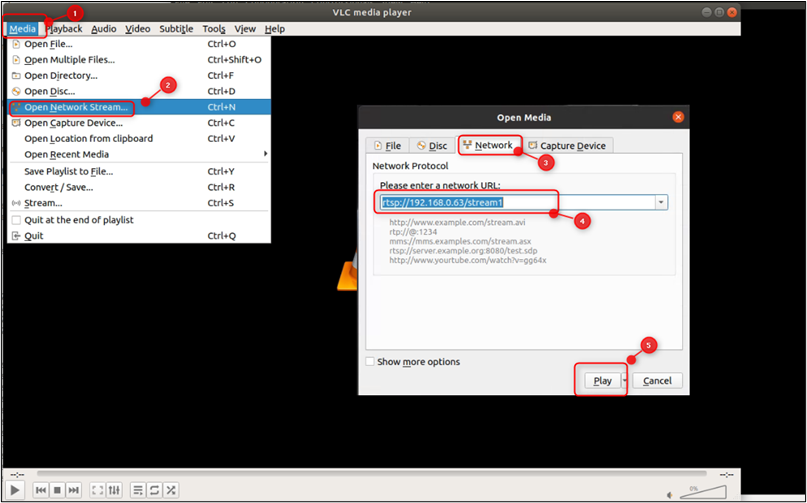 VLC media player
1
Media Playback Audio Video Subtitle Tools View Help
Open File... Ctrl+O
Open Multiple Files... Ctrl+Shift+O
Open Directory... Ctrl+F
Open Disc... Ctrl+D
2
Open Network Stream... Ctrl+N
Open Capture Device... Ctrl+C
Open Location from clipboard Ctrl+V
Open Recent Media
Save Playlist to File... Ctrl+Y
Convert / Save... Ctrl+R
Stream... Ctrl+S
Quit at the end of playlist
Quit Ctrl+Q
Open Media
File Disc Network Capture Device
3
Network Protocol
Please enter a network URL:
rtsp://192.168.0.63/stream1
4
http://www.example.com/stream.avi
rtp://@:1234
mms://mms.examples.com/stream.asx
rtsp://server.example.org:8080/test.sdp
http://www.yourtube.com/watch?v=gg64x
5
Show more options
Play Cancel
--:-- --:--
0%